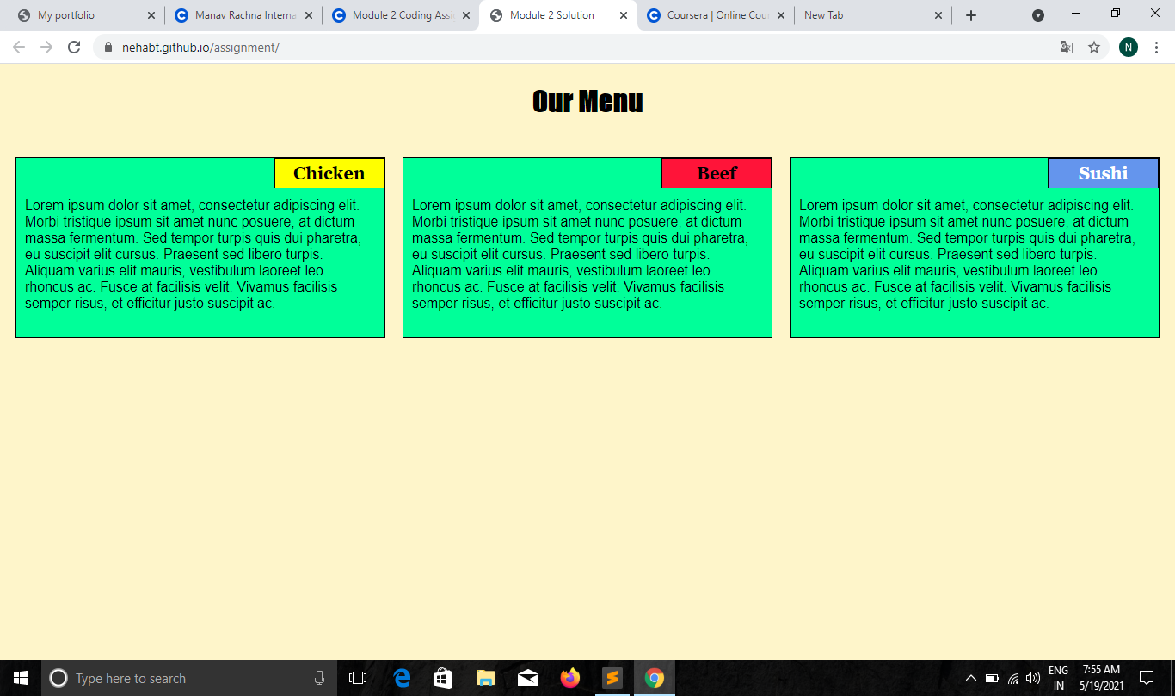 My portfolio
Manav Rachna Interna
Module 2 Coding Assi
Module 2 Solution
Coursera | Online Cour
New Tab
nehabt.github.io/assignment/
N
Our Menu
Chicken
Lorem ipsum dolor sit amet, consectetur adipiscing elit.
Morbi tristique ipsum sit amet nunc posuere, at dictum
massa fermentum. Sed tempor turpis quis dui pharetra,
eu suscipit elit cursus. Praesent sed libero turpis.
Aliquam varius elit mauris, vestibulum laoreet leo
rhoncus ac. Fusce at facilisis velit. Vivamus facilisis
semper risus, et efficitur justo suscipit ac.
Beef
Lorem ipsum dolor sit amet, consectetur adipiscing elit.
Morbi tristique ipsum sit amet nunc posuere, at dictum
massa fermentum. Sed tempor turpis quis dui pharetra,
eu suscipit elit cursus. Praesent sed libero turpis.
Aliquam varius elit mauris, vestibulum laoreet leo
rhoncus ac. Fusce at facilisis velit. Vivamus facilisis
semper risus, et efficitur justo suscipit ac.
Sushi
Lorem ipsum dolor sit amet, consectetur adipiscing elit.
Morbi tristique ipsum sit amet nunc posuere, at dictum
massa fermentum. Sed tempor turpis quis dui pharetra,
eu suscipit elit cursus. Praesent sed libero turpis.
Aliquam varius elit mauris, vestibulum laoreet leo
rhoncus ac. Fusce at facilisis velit. Vivamus facilisis
semper risus, et efficitur justo suscipit ac.
Type here to search
ENG
IN
7:55 AM
5/19/2021